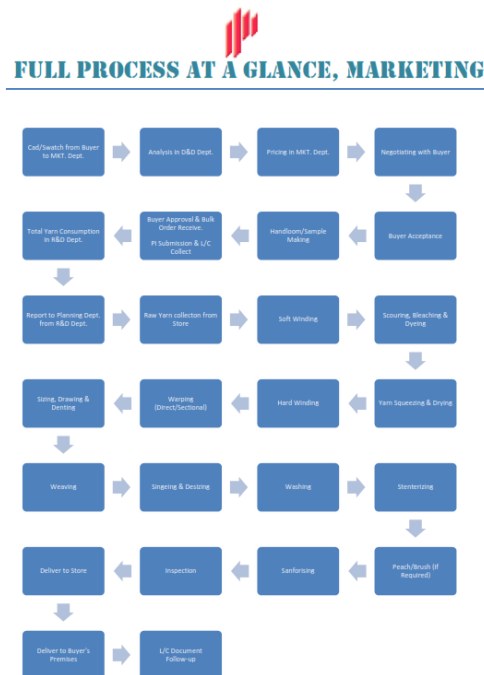 FULL PROCESS AT A GLANCE, MARKETING
Cad/Swatch from Buyer
to MKT. Dept.
Analysis in D&D Dept.
Pricing in MKT. Dept.
Negotiating with Buyer
Buyer Acceptance
Handloom/Sample
Making
Buyer Approval & Bulk
Order Receive.
PI Submission & L/C
Collect
Total Yarn Consumption
in R&D Dept.
Report to Planning Dept.
from R&D Dept.
Raw Yarn collecton from
Store
Soft Winding
Scouring, Bleaching &
Dyeing
Yarn Squeezing & Drying
Hard Winding
Warping
(Direct/Sectional)
Sizing, Drawing &
Denting
Weaving
Singeing & Desizing
Washing
Stenterizing
Peach/Brush (If
Required)
Sanforising
Inspection
Deliver to Store
Deliver to Buyer's
Premises
L/C Document
Follow-up